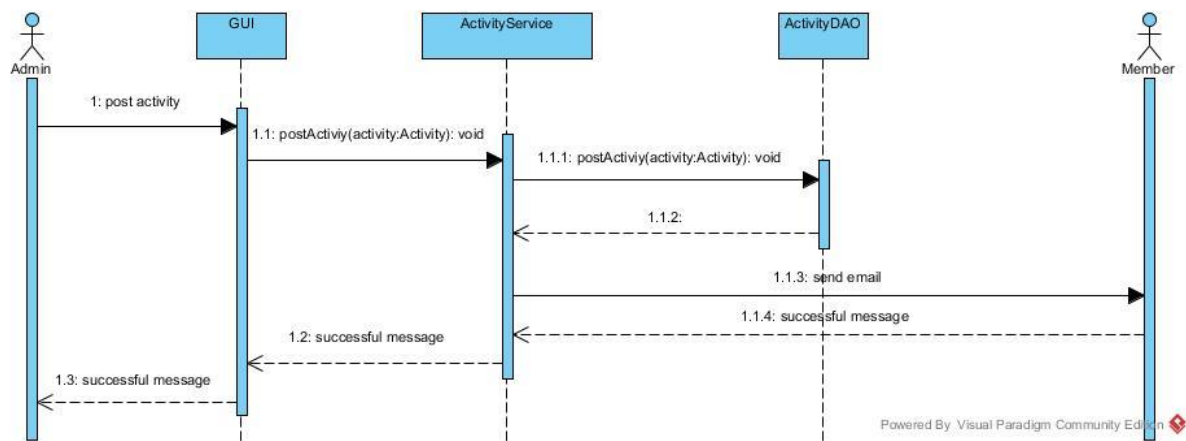 GUI
ActivityService
ActivityDAO
Admin
Member
1: post activity
1.1: postActiviy(activity:Activity): void
1.1.1: postActiviy(activity:Activity): void
1.1.2:
1.1.3: send email
1.1.4: successful message
1.2: successful message
1.3: successful message
Powered By Visual Paradigm Community Edition